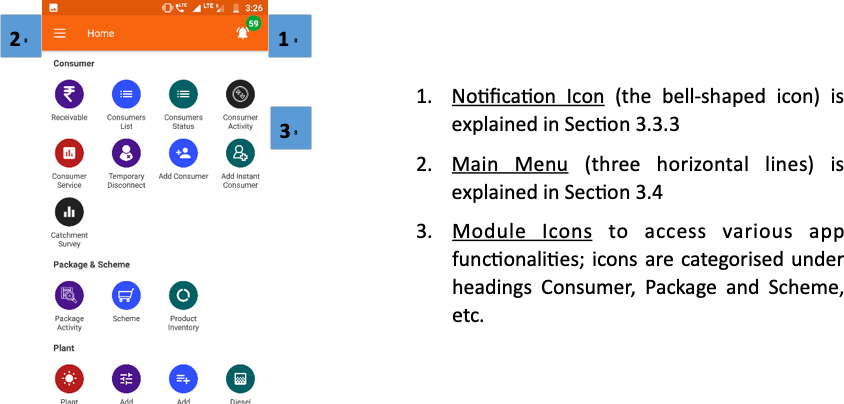 LTE LTE 3:26
59
2
Home
1
Consumer
Receivable Consumers List Consumers Status Consumer Activity
3
Consumer Service Temporary Disconnect Add Consumer Add Instant Consumer
Catchment Survey
Package & Scheme
Package Activity Scheme Product Inventory
Plant
Plant Add Add Diesel
1. Notification Icon (the bell-shaped icon) is
explained in Section 3.3.3
2. Main Menu (three horizontal lines) is
explained in Section 3.4
3. Module Icons to access various app
functionalities; icons are categorised under
headings Consumer, Package and Scheme,
etc.